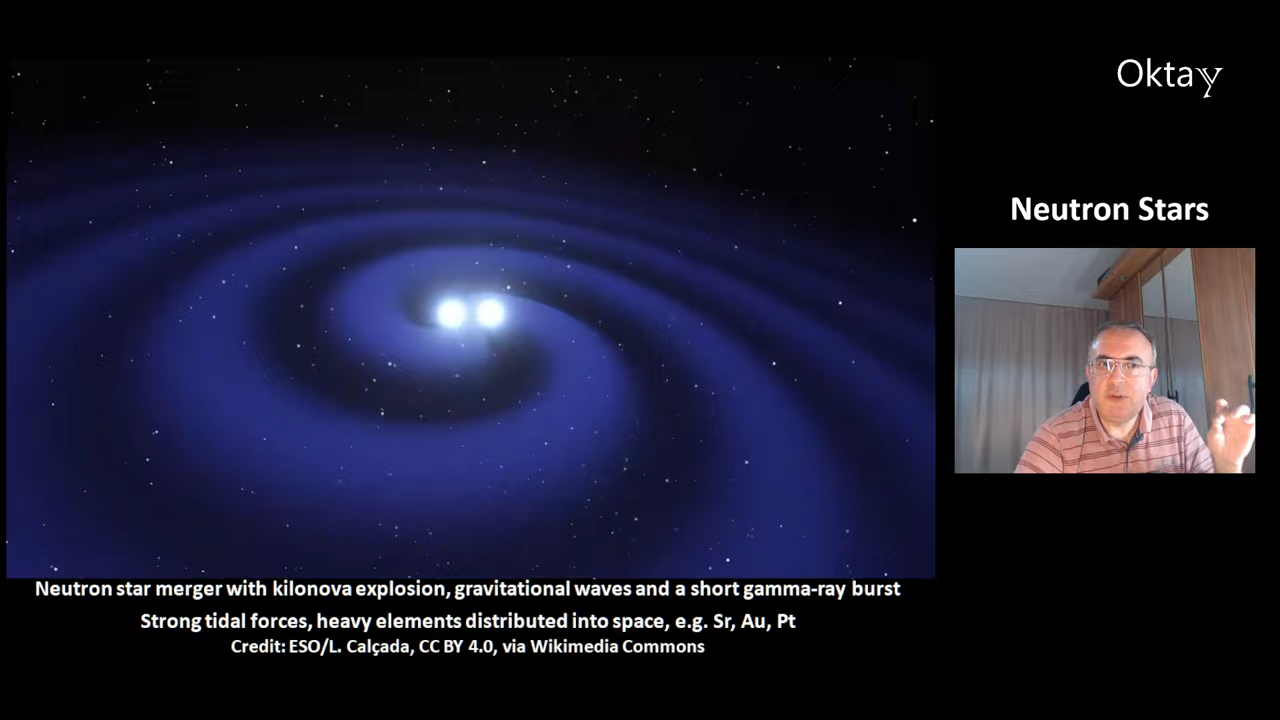 Oktay
Neutron Stars
Neutron star merger with kilonova explosion, gravitational waves and a short gamma-ray burst
Strong tidal forces, heavy elements distributed into space, e.g. Sr, Au, Pt
Credit: ESO/L. Calçada, CC BY 4.0, via Wikimedia Commons